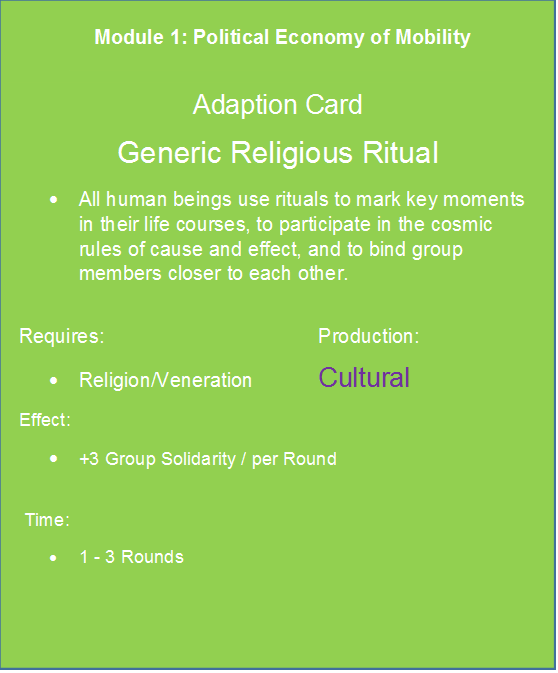 Module 1: Political Economy of Mobility
Adaption Card
Generic Religious Ritual
• All human beings use rituals to mark key moments
in their life courses, to participate in the cosmic
rules of cause and effect, and to bind group
members closer to each other.
Requires: Production:
• Religion/Veneration Cultural
Effect:
• +3 Group Solidarity / per Round
Time:
• 1 - 3 Rounds